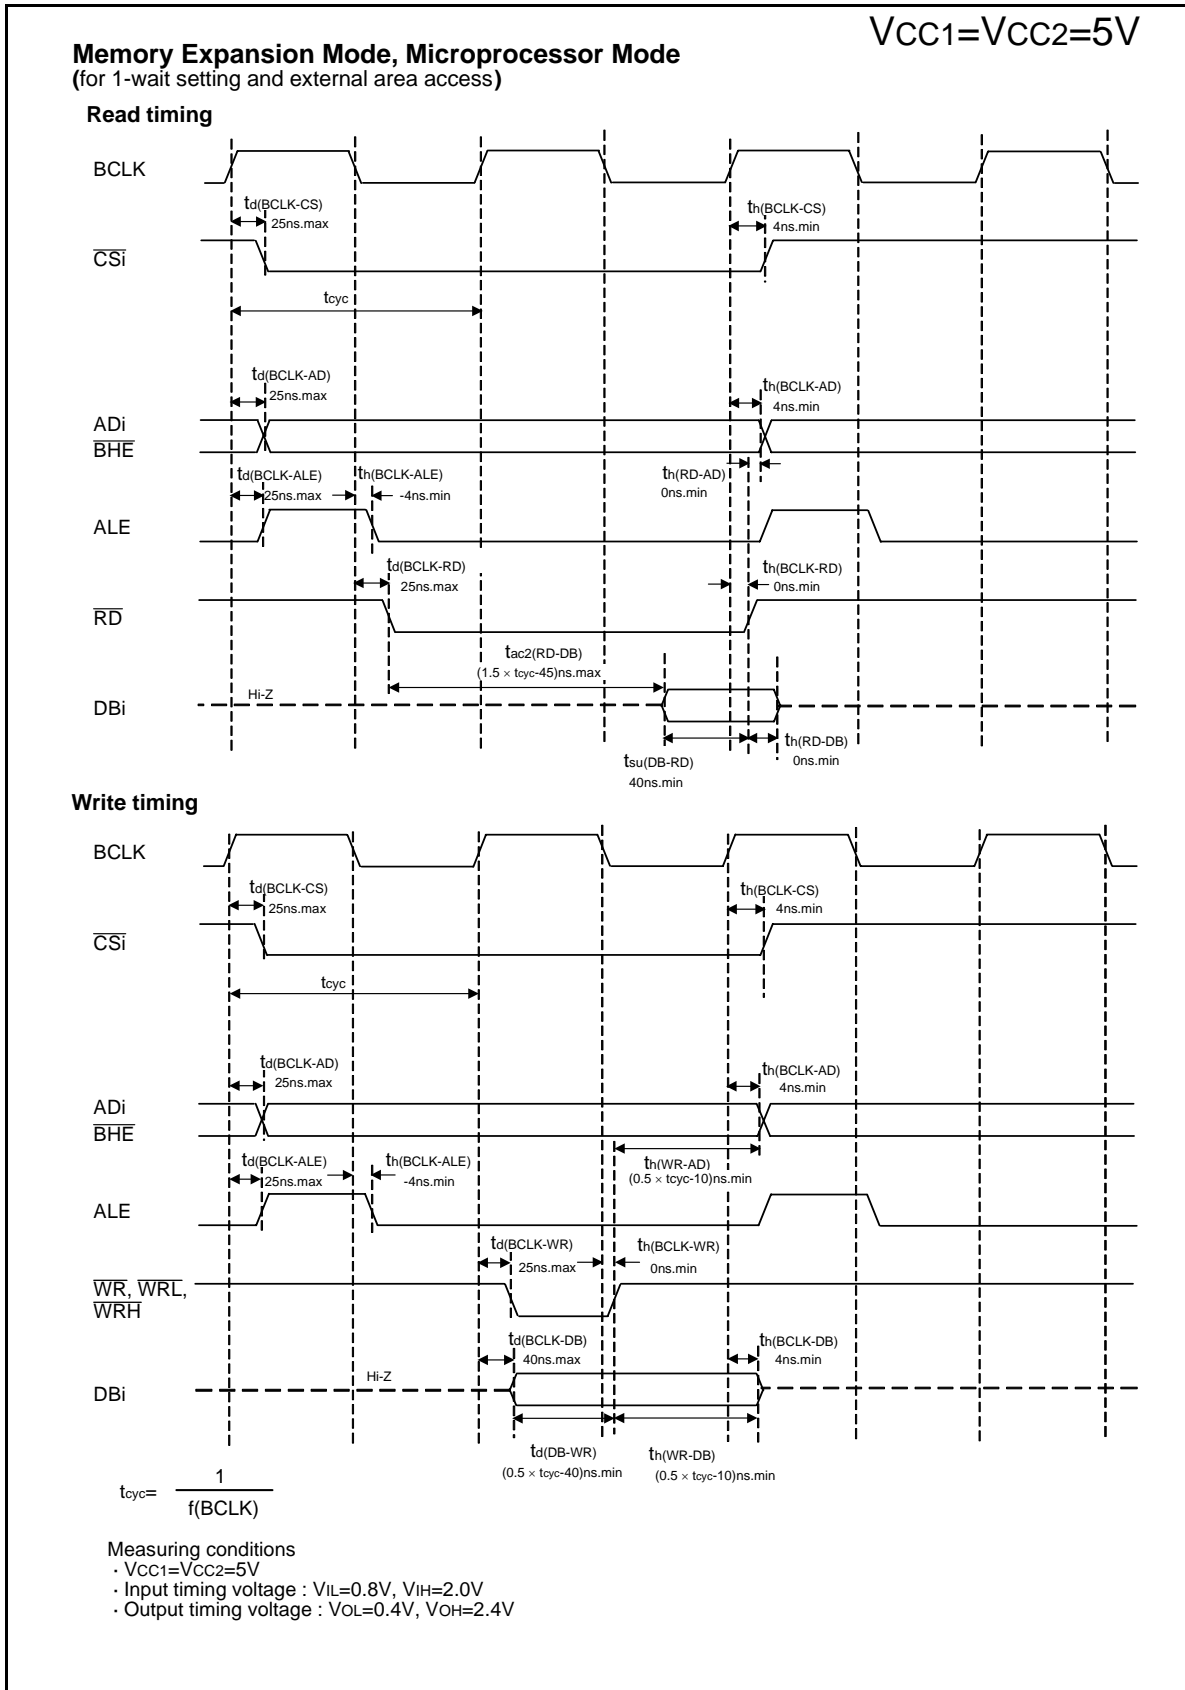 VCC1=VCC2=5V
Memory Expansion Mode, Microprocessor Mode
(for 1-wait setting and external area access)
Read timing
BCLK
td(BCLK-CS)
25ns.max
th(BCLK-CS)
4ns.min
CSi
tcyc
td(BCLK-AD)
25ns.max
th(BCLK-AD)
4ns.min
ADi
BHE
td(BCLK-ALE)
25ns.max
th(BCLK-ALE)
-4ns.min
th(RD-AD)
0ns.min
ALE
td(BCLK-RD)
25ns.max
th(BCLK-RD)
0ns.min
RD
tac2(RD-DB)
(1.5 × tcyc-45)ns.max
Hi-Z
DBi
tsu(DB-RD)
40ns.min
th(RD-DB)
0ns.min
Write timing
BCLK
td(BCLK-CS)
25ns.max
th(BCLK-CS)
4ns.min
CSi
tcyc
td(BCLK-AD)
25ns.max
th(BCLK-AD)
4ns.min
ADi
BHE
td(BCLK-ALE)
25ns.max
th(BCLK-ALE)
-4ns.min
th(WR-AD)
(0.5 × tcyc-10)ns.min
ALE
td(BCLK-WR)
25ns.max
th(BCLK-WR)
0ns.min
WR, WRL,
WRH
td(BCLK-DB)
40ns.max
th(BCLK-DB)
4ns.min
Hi-Z
DBi
td(DB-WR)
(0.5 × tcyc-40)ns.min
th(WR-DB)
(0.5 × tcyc-10)ns.min
tcyc= 1
f(BCLK)
Measuring conditions
· VCC1=VCC2=5V
· Input timing voltage : VIL=0.8V, VIH=2.0V
· Output timing voltage : VOL=0.4V, VOH=2.4V